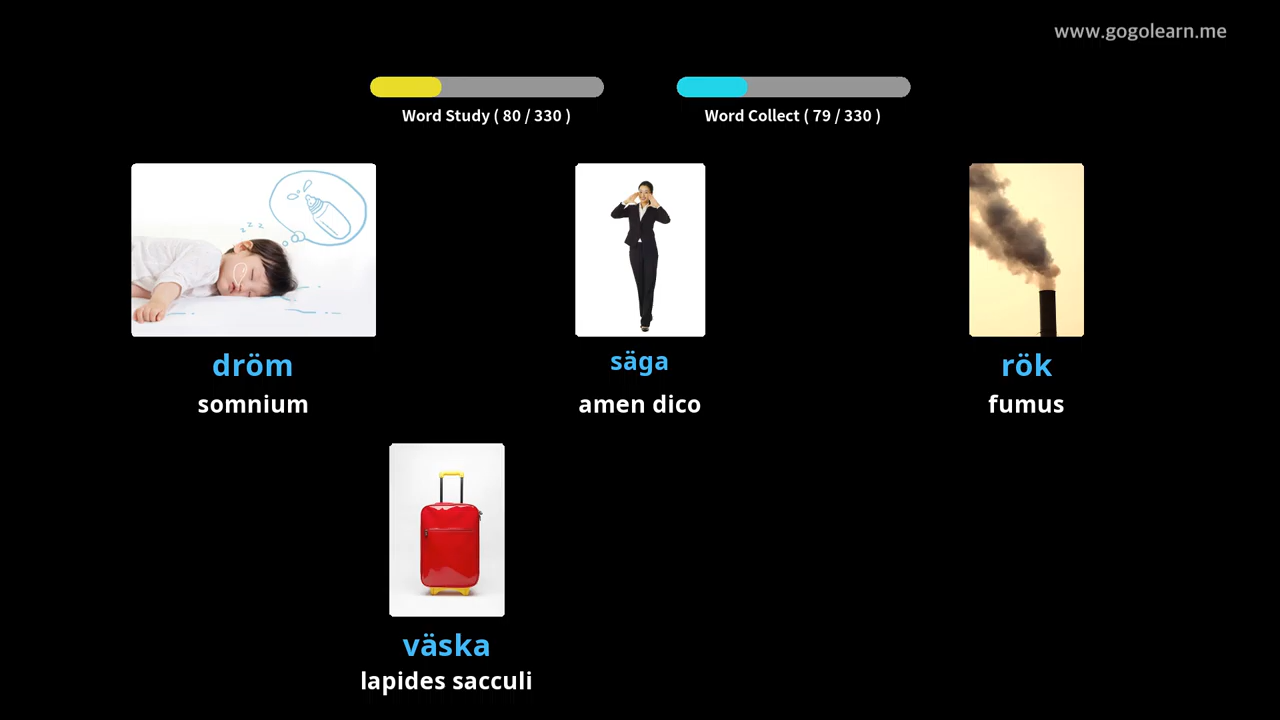 www.gogolearn.me
Word Study ( 80 / 330 )
Word Collect ( 79 / 330 )
dröm
säga
rök
somnium
amen dico
fumus
väska
lapides sacculi